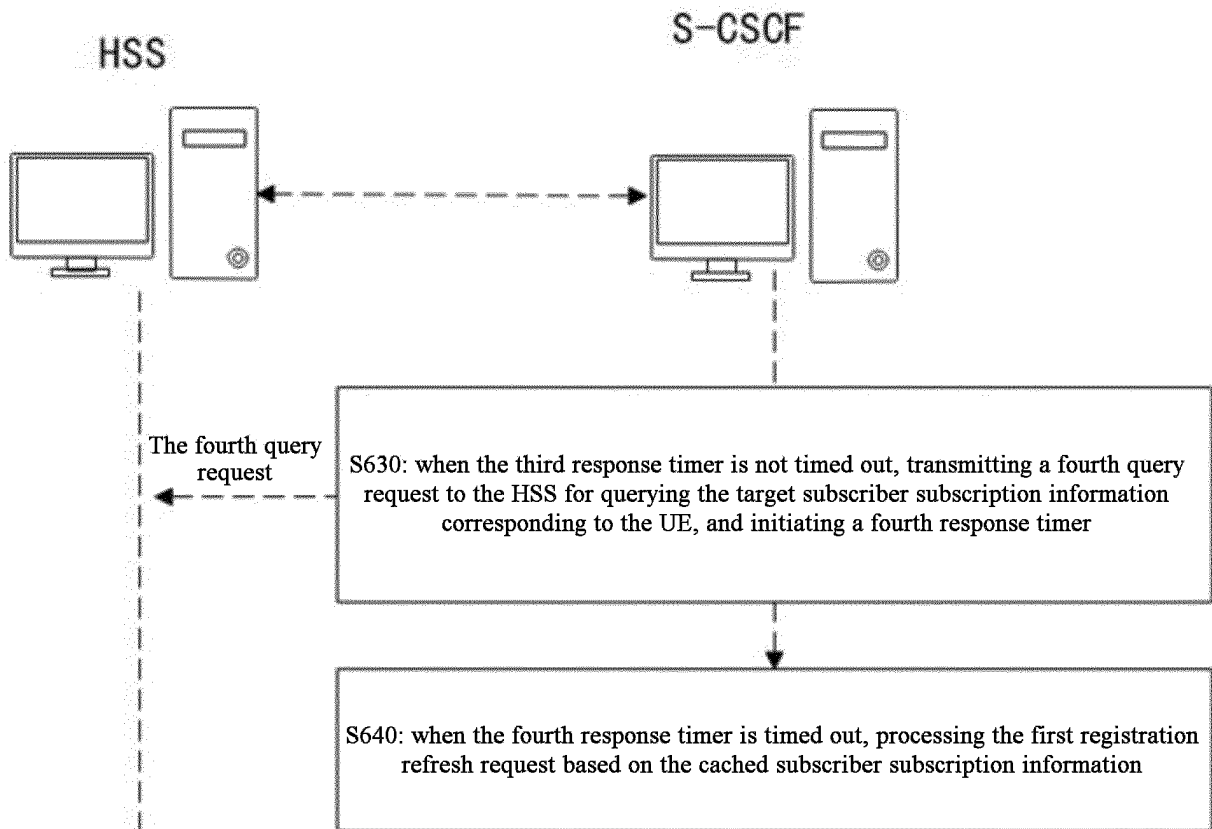 HSS
S-CSCF
The fourth query
request
S630: when the third response timer is not timed out, transmitting a fourth query
request to the HSS for querying the target subscriber subscription information
corresponding to the UE, and initiating a fourth response timer
S640: when the fourth response timer is timed out, processing the first registration
refresh request based on the cached subscriber subscription information